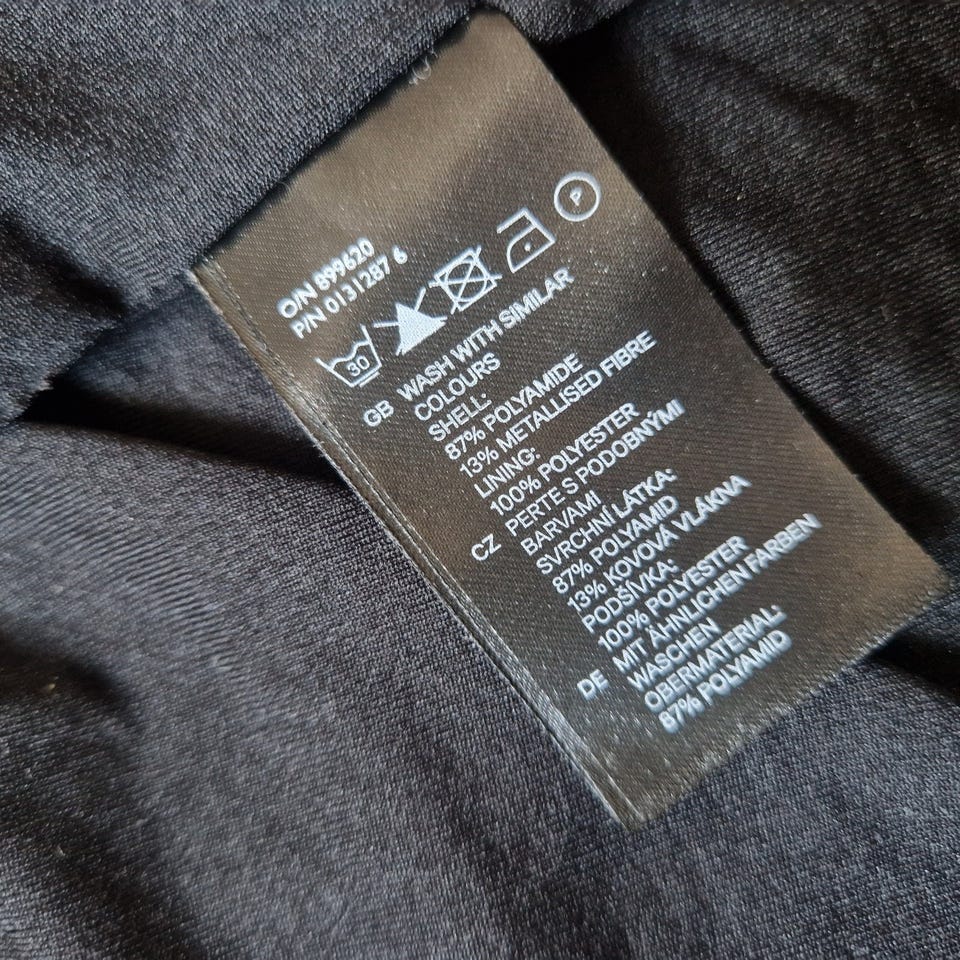 O/N 899620
P/N 0131287 6
30
P
GB WASH WITH SIMILAR
COLOURS
SHELL:
87% POLYAMIDE
13% METALLISED FIBRE
LINING:
100% POLYESTER
CZ PERTE S PODOBNÝMI
BARVAMI
SVRCHNÍ LÁTKA:
87% POLYAMID
13% KOVOVÁ VLÁKNA
PODŠÍVKA:
100% POLYESTER
DE MIT ÄHNLICHEN FARBEN
WASCHEN
OBERMATERIAL:
87% POLYAMID